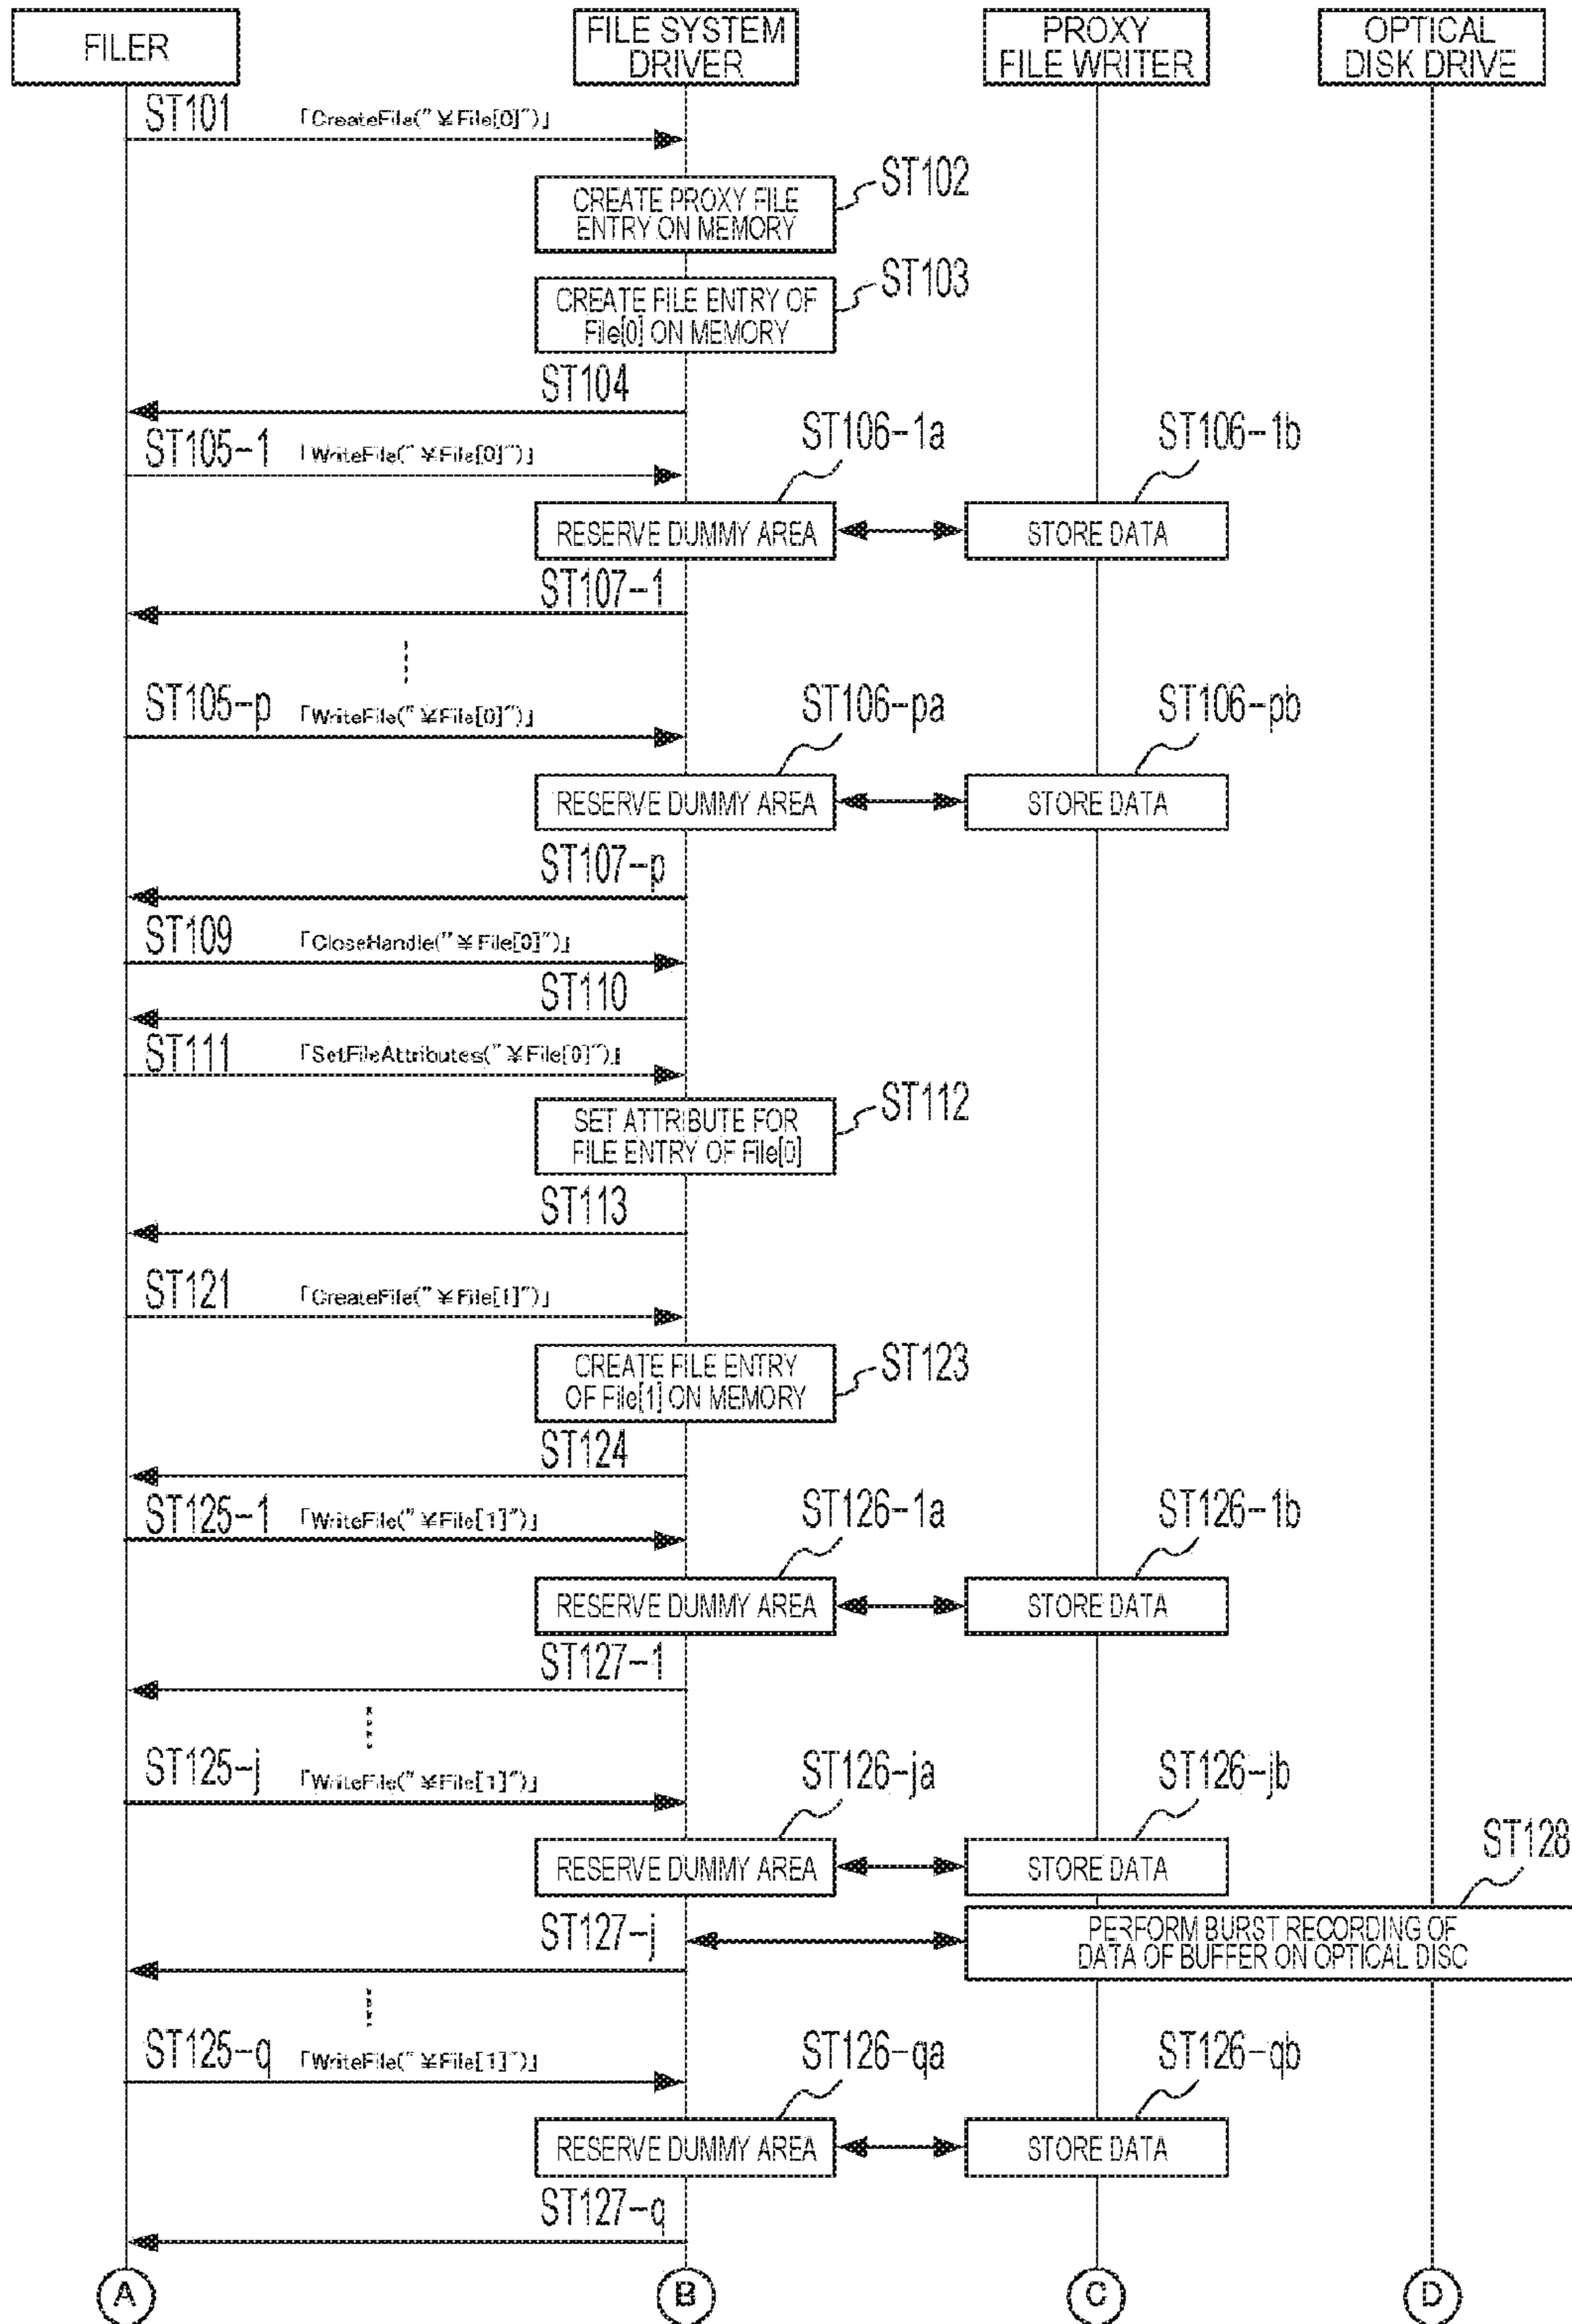 FILER
FILE SYSTEM
DRIVER
PROXY
FILE WRITER
OPTICAL
DISK DRIVE
ST101 「CreateFile("¥File[0]")」
CREATE PROXY FILE
ENTRY ON MEMORY
ST102
CREATE FILE ENTRY OF
File[0] ON MEMORY
ST103
ST104
ST105-1 「WriteFile("¥File[0]")」
ST106-1a
ST106-1b
RESERVE DUMMY AREA
STORE DATA
ST107-1
ST105-p 「WriteFile("¥File[0]")」
ST106-pa
ST106-pb
RESERVE DUMMY AREA
STORE DATA
ST107-p
ST109 「CloseHandle("¥File[0]")」
ST110
ST111 「SetFileAttributes("¥File[0]")」
SET ATTRIBUTE FOR
FILE ENTRY OF File[0]
ST112
ST113
ST121 「CreateFile("¥File[1]")」
CREATE FILE ENTRY
OF File[1] ON MEMORY
ST123
ST124
ST125-1 「WriteFile("¥File[1]")」
ST126-1a
ST126-1b
RESERVE DUMMY AREA
STORE DATA
ST127-1
ST125-j 「WriteFile("¥File[1]")」
ST126-ja
ST126-jb
RESERVE DUMMY AREA
STORE DATA
ST128
ST127-j
PERFORM BURST RECORDING OF
DATA OF BUFFER ON OPTICAL DISC
ST125-q 「WriteFile("¥File[1]")」
ST126-qa
ST126-qb
RESERVE DUMMY AREA
STORE DATA
ST127-q
A
B
C
D